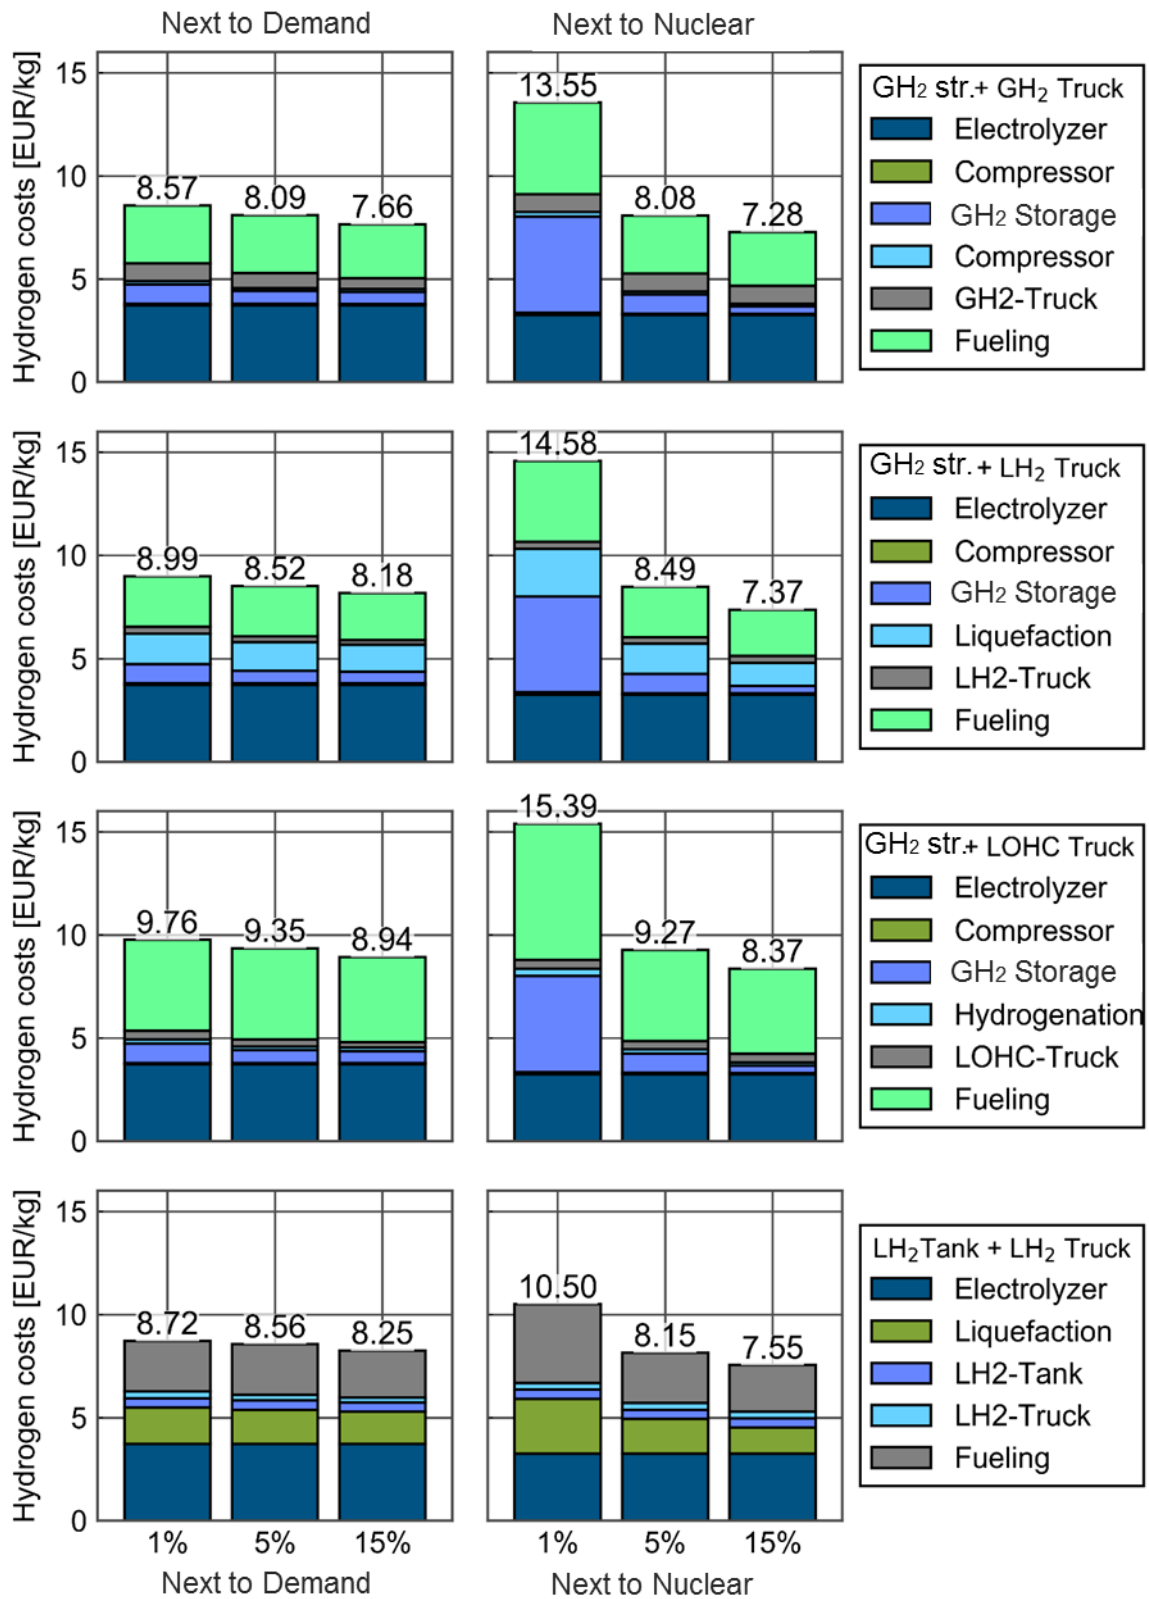 Next to Demand
Next to Nuclear
Hydrogen costs [EUR/kg]
15
10
5
0
8.57
8.09
7.66
13.55
8.08
7.28
GH2 str.+ GH2 Truck
Electrolyzer
Compressor
GH2 Storage
Compressor
GH2-Truck
Fueling
Hydrogen costs [EUR/kg]
15
10
5
0
8.99
8.52
8.18
14.58
8.49
7.37
GH2 str. + LH2 Truck
Electrolyzer
Compressor
GH2 Storage
Liquefaction
LH2-Truck
Fueling
Hydrogen costs [EUR/kg]
15
10
5
0
9.76
9.35
8.94
15.39
9.27
8.37
GH2 str.+ LOHC Truck
Electrolyzer
Compressor
GH2 Storage
Hydrogenation
LOHC-Truck
Fueling
Hydrogen costs [EUR/kg]
15
10
5
0
8.72
8.56
8.25
10.50
8.15
7.55
LH2Tank + LH2 Truck
Electrolyzer
Liquefaction
LH2-Tank
LH2-Truck
Fueling
1%
5%
15%
1%
5%
15%
Next to Demand
Next to Nuclear